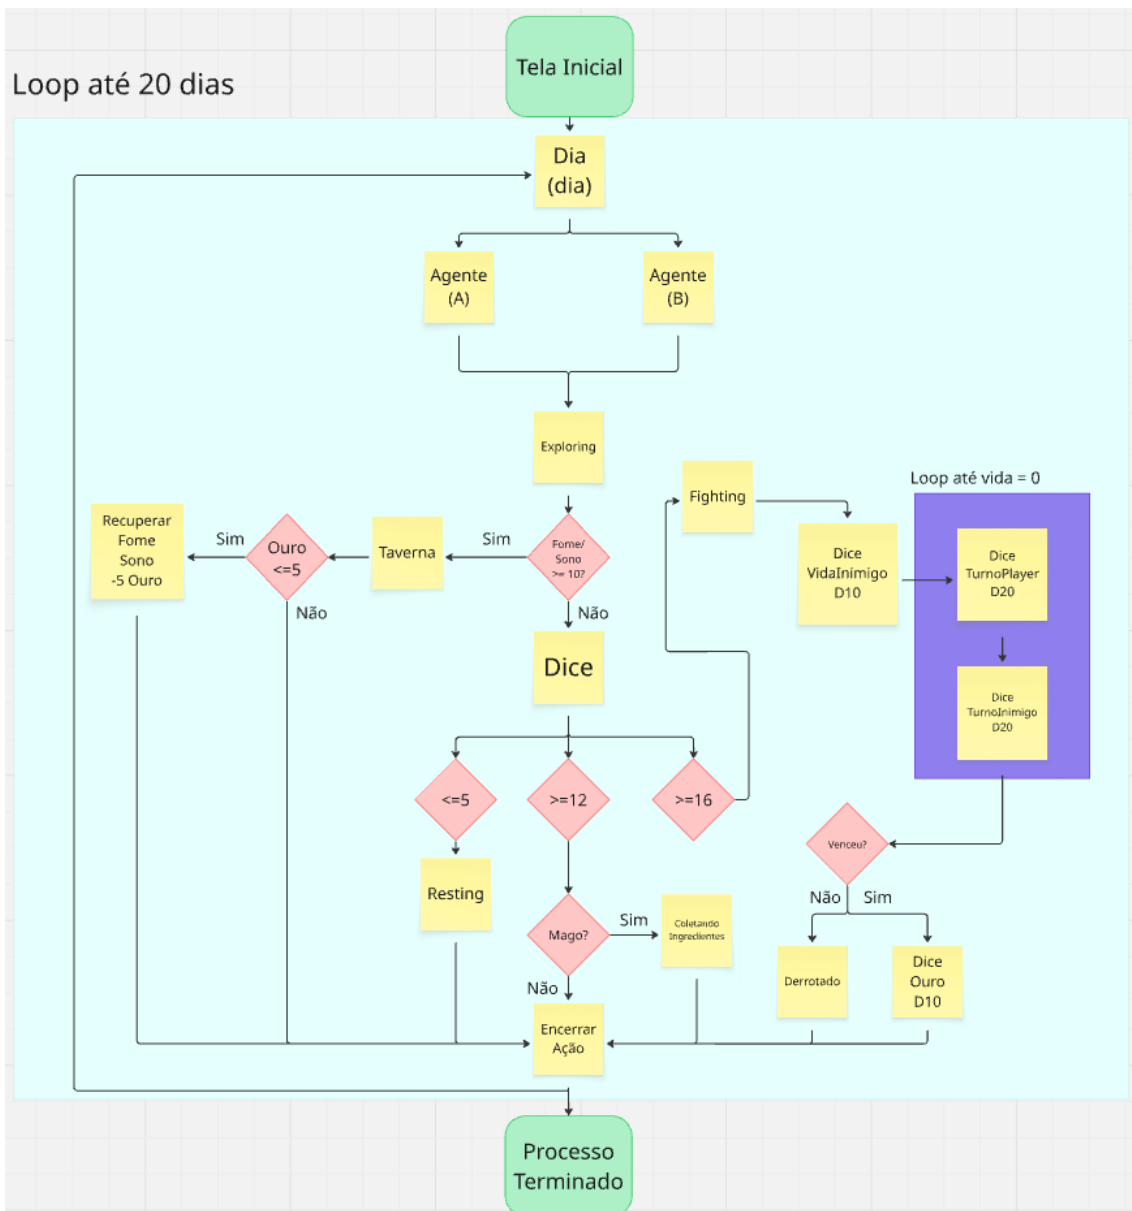 Tela Inicial
Loop até 20 dias
Dia
(dia)
Agente
(A)
Agente
(B)
Exploring
Fighting
Loop até vida = 0
Recuperar
Fome
Sono
-5 Ouro
Sim
Ouro
<=5
Não
Taverna
Sim
Fome/
Sono
>= 10?
Não
Dice
VidaInimigo
D10
Dice
TurnoPlayer
D20
Dice
Dice
TurnoInimigo
D20
<=5
>=12
>=16
Venceu?
Não
Sim
Resting
Mago?
Sim
Coletando
Ingredientes
Não
Derrotado
Dice
Ouro
D10
Encerrar
Ação
Processo
Terminado